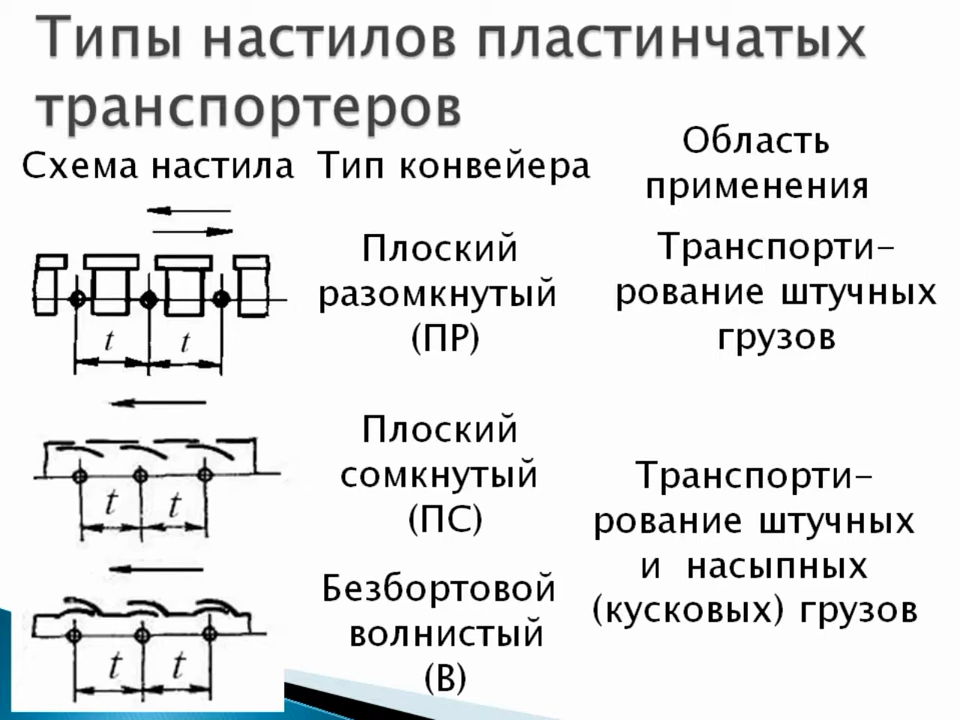 Типы настилов пластинчатых
транспортеров
Схема настила
Тип конвейера
Область
применения
t t
Плоский
разомкнутый
(ПР)
Транспорти-
рование штучных
грузов
t t
Плоский
сомкнутый
(ПС)
Транспорти-
рование штучных
и насыпных
(кусковых) грузов
t t
Безбортовой
волнистый
(В)